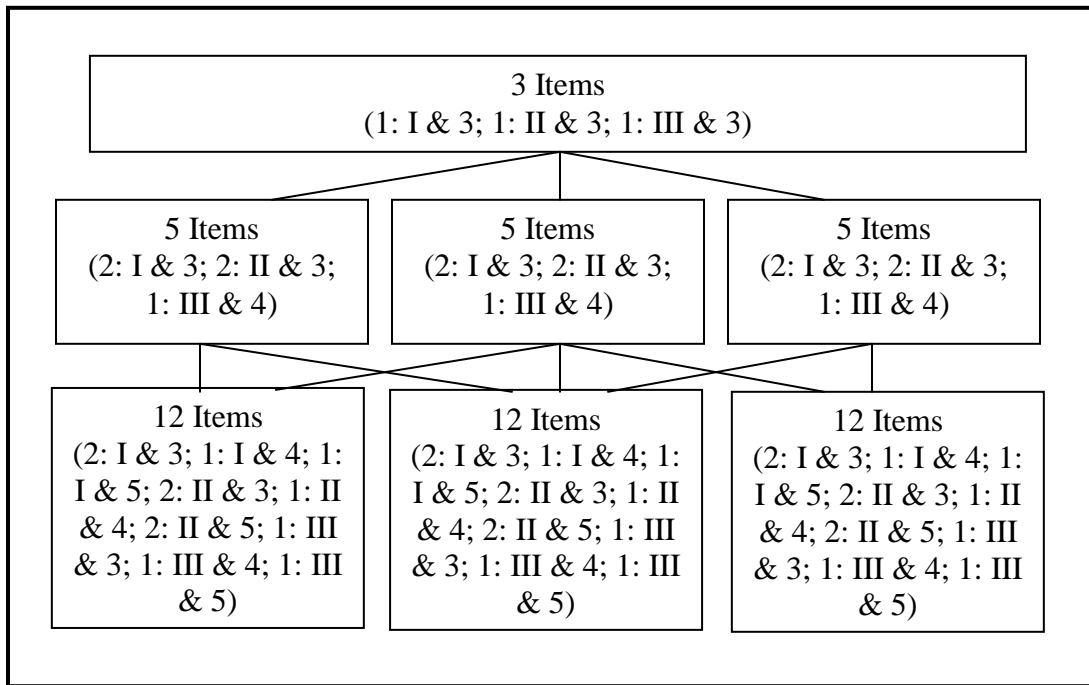 3 Items
(1: I & 3; 1: II & 3; 1: III & 3)
5 Items
(2: I & 3; 2: II & 3;
1: III & 4)
5 Items
(2: I & 3; 2: II & 3;
1: III & 4)
5 Items
(2: I & 3; 2: II & 3;
1: III & 4)
12 Items
(2: I & 3; 1: I & 4; 1:
I & 5; 2: II & 3; 1: II
& 4; 2: II & 5; 1: III
& 3; 1: III & 4; 1: III
& 5)
12 Items
(2: I & 3; 1: I & 4; 1:
I & 5; 2: II & 3; 1: II
& 4; 2: II & 5; 1: III
& 3; 1: III & 4; 1: III
& 5)
12 Items
(2: I & 3; 1: I & 4; 1:
I & 5; 2: II & 3; 1: II
& 4; 2: II & 5; 1: III
& 3; 1: III & 4; 1: III
& 5)